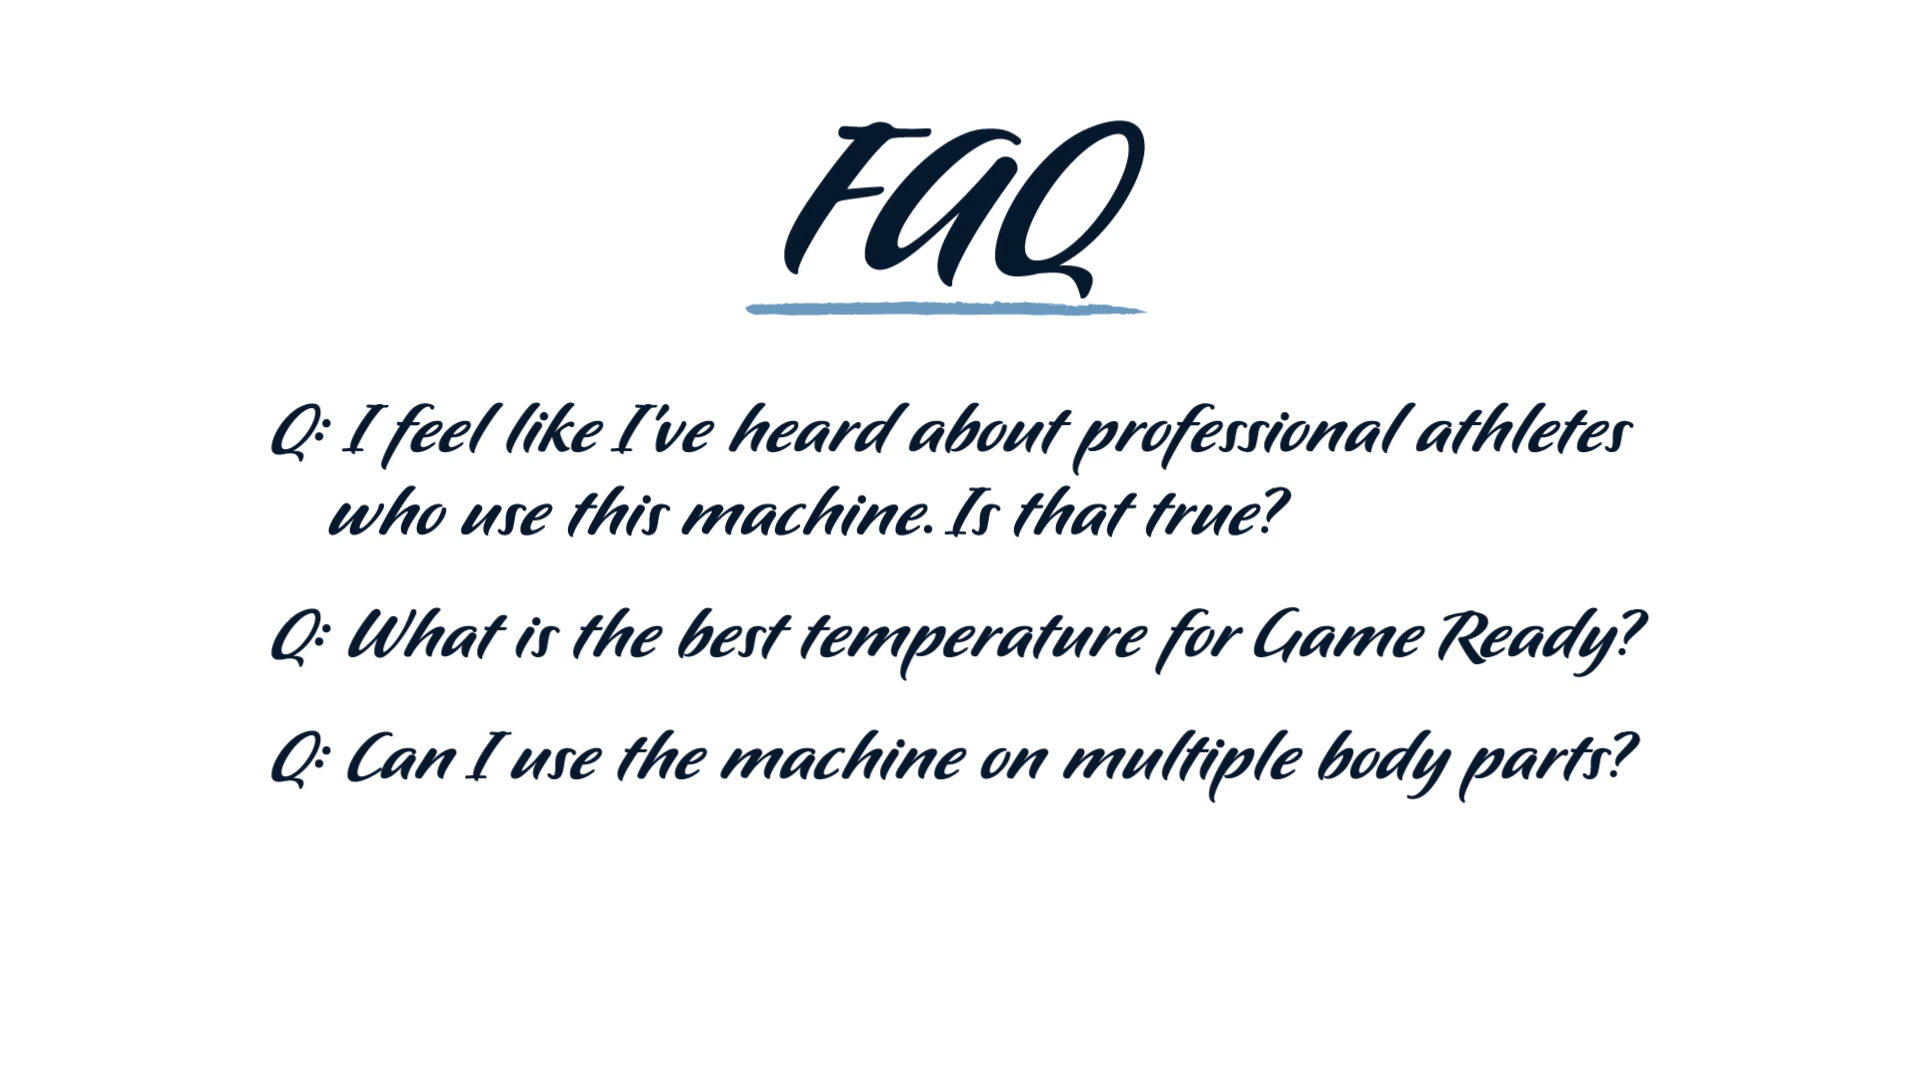 FAQ
Q: I feel like I've heard about professional athletes
who use this machine. Is that true?
Q: What is the best temperature for Game Ready?
Q: Can I use the machine on multiple body parts?